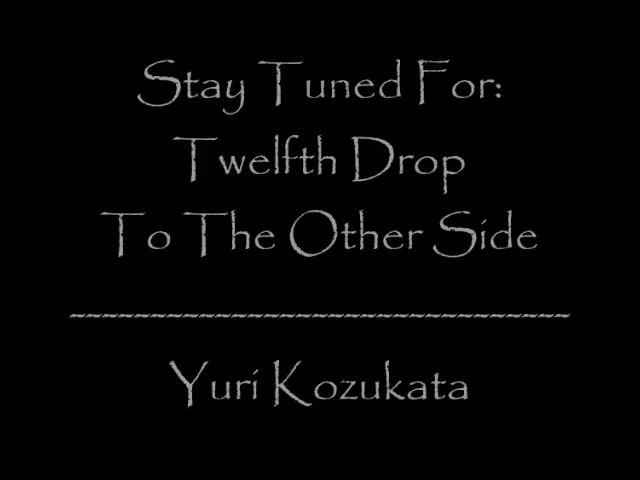 Stay Tuned For:
Twelfth Drop
To The Other Side
--------------------------------
Yuri Kozukata